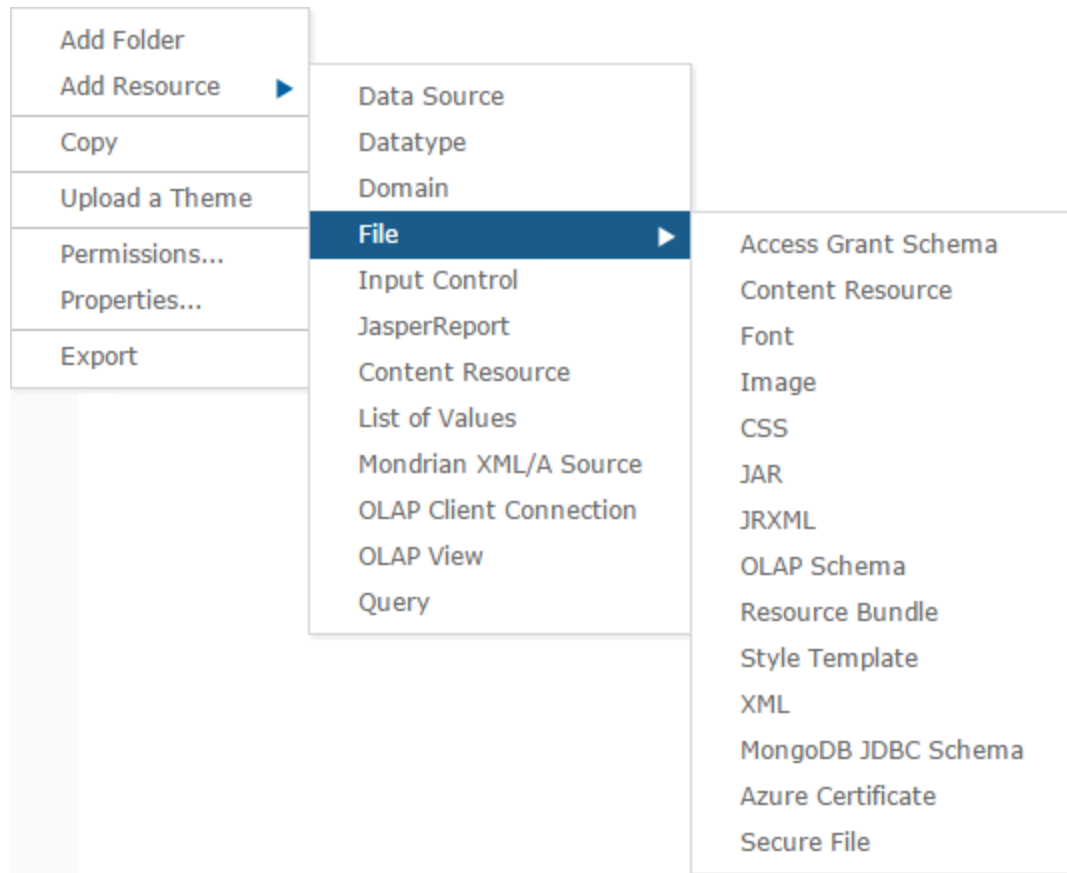 Add Folder
Add Resource
Copy
Upload a Theme
Permissions...
Properties...
Export
Data Source
Datatype
Domain
File
Input Control
JasperReport
Content Resource
List of Values
Mondrian XML/A Source
OLAP Client Connection
OLAP View
Query
Access Grant Schema
Content Resource
Font
Image
CSS
JAR
JRXML
OLAP Schema
Resource Bundle
Style Template
XML
MongoDB JDBC Schema
Azure Certificate
Secure File